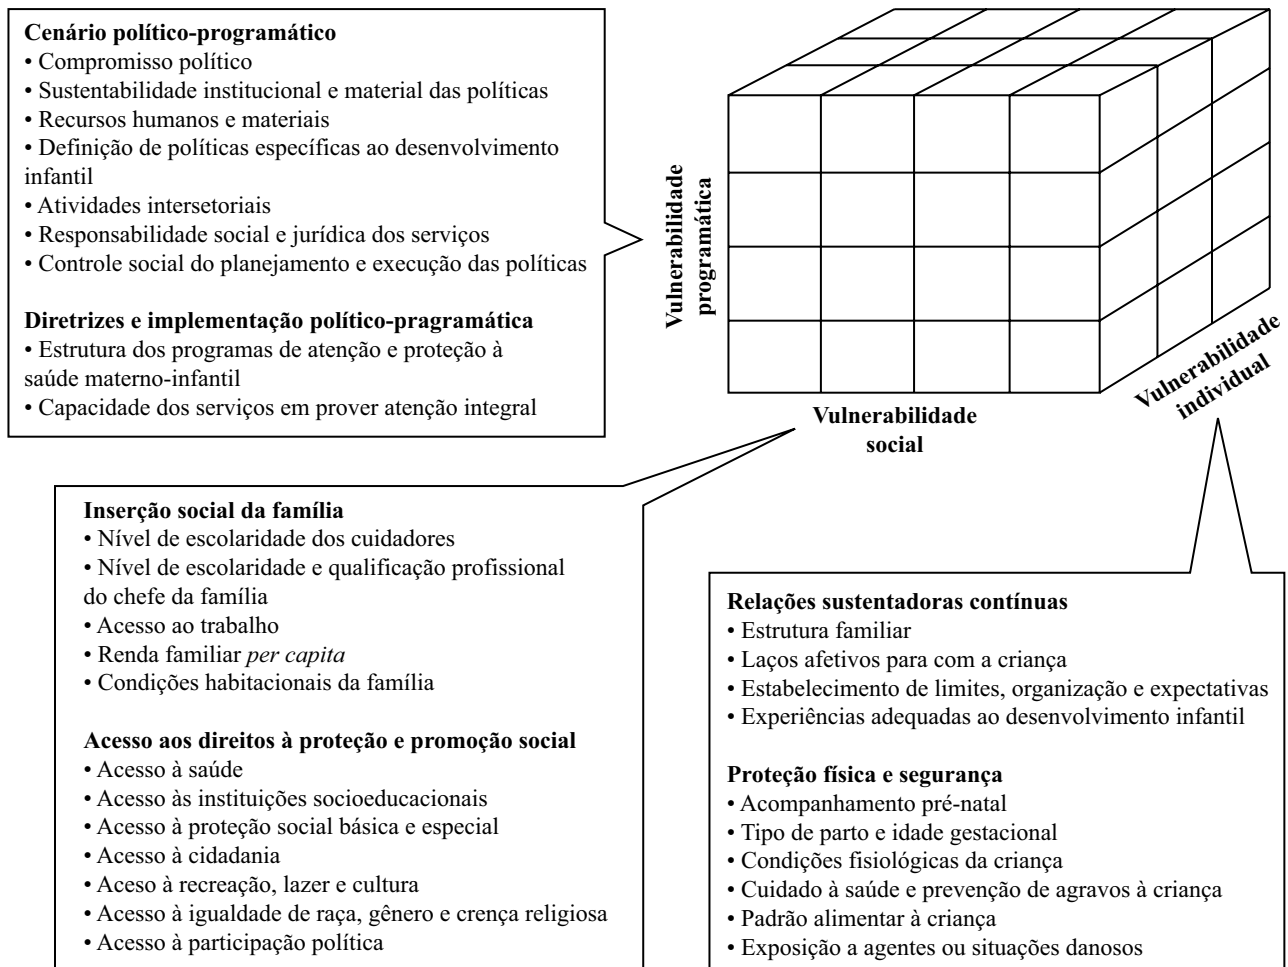 Cenário político-programático
• Compromisso político
• Sustentabilidade institucional e material das políticas
• Recursos humanos e materiais
• Definição de políticas específicas ao desenvolvimento
infantil
• Atividades intersetoriais
• Responsabilidade social e jurídica dos serviços
• Controle social do planejamento e execução das políticas
Diretrizes e implementação político-pragramática
• Estrutura dos programas de atenção e proteção à
saúde materno-infantil
• Capacidade dos serviços em prover atenção integral
Vulnerabilidade
programática
Vulnerabilidade
social
Vulnerabilidade
individual
Inserção social da família
• Nível de escolaridade dos cuidadores
• Nível de escolaridade e qualificação profissional
do chefe da família
• Acesso ao trabalho
• Renda familiar per capita
• Condições habitacionais da família
Acesso aos direitos à proteção e promoção social
• Acesso à saúde
• Acesso às instituições socioeducacionais
• Acesso à proteção social básica e especial
• Acesso à cidadania
• Aceso à recreação, lazer e cultura
• Acesso à igualdade de raça, gênero e crença religiosa
• Acesso à participação política
Relações sustentadoras contínuas
• Estrutura familiar
• Laços afetivos para com a criança
• Estabelecimento de limites, organização e expectativas
• Experiências adequadas ao desenvolvimento infantil
Proteção física e segurança
• Acompanhamento pré-natal
• Tipo de parto e idade gestacional
• Condições fisiológicas da criança
• Cuidado à saúde e prevenção de agravos à criança
• Padrão alimentar à criança
• Exposição a agentes ou situações danosos